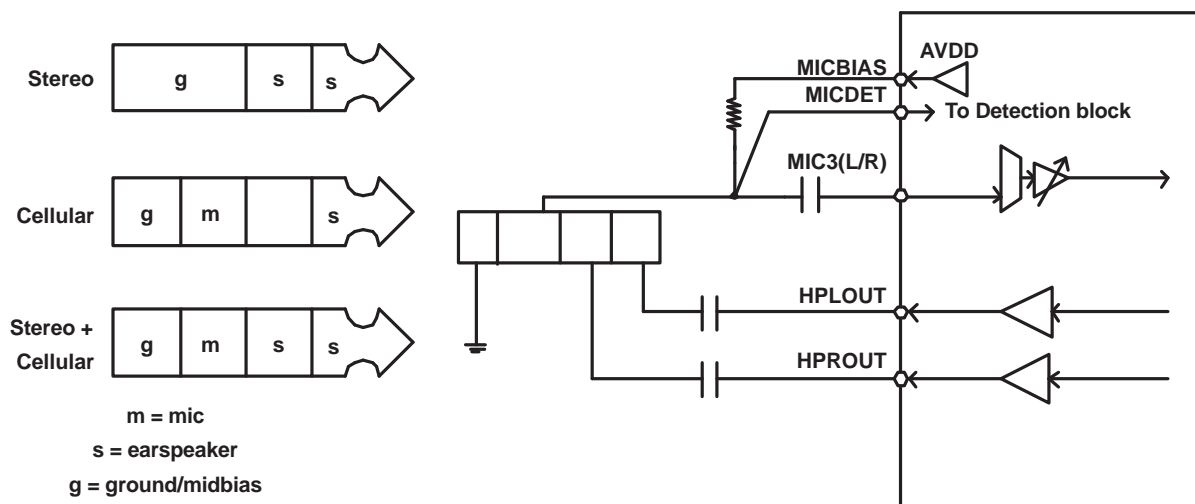 Stereo
g
s
s
Cellular
g
m
s
Stereo +
Cellular
g
m
s
s
m = mic
s = earspeaker
g = ground/midbias
MICBIAS
AVDD
MICDET
To Detection block
MIC3(L/R)
HPLOUT
HPROUT